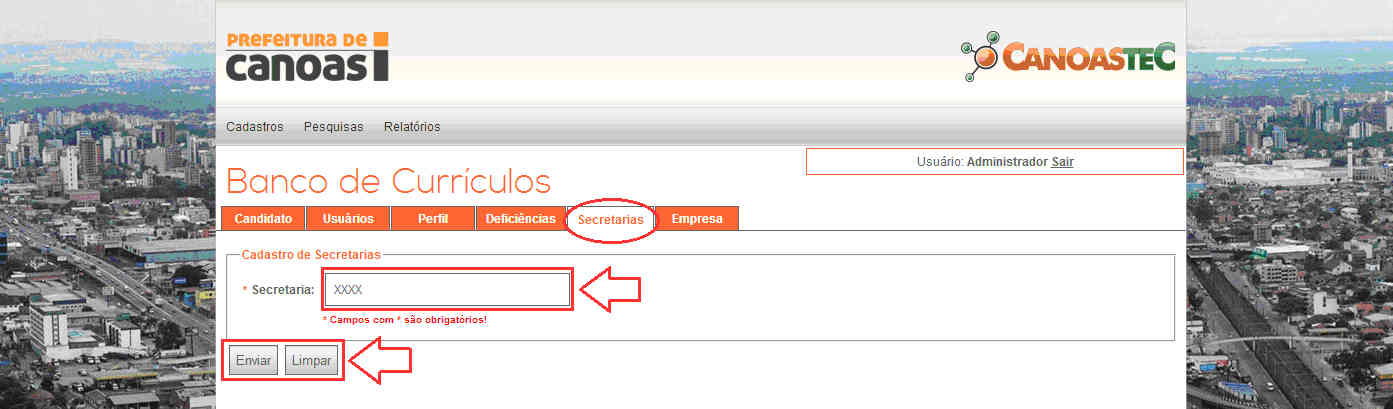 PREFEITURA DE
canoas
CANOASTEC
Cadastros Pesquisas Relatórios
Usuário: Administrador Sair
Banco de Currículos
Candidato Usuários Perfil Deficiências Secretarias Empresa
Cadastro de Secretarias
* Secretaria: XXXX
* Campos com * são obrigatórios!
Enviar Limpar